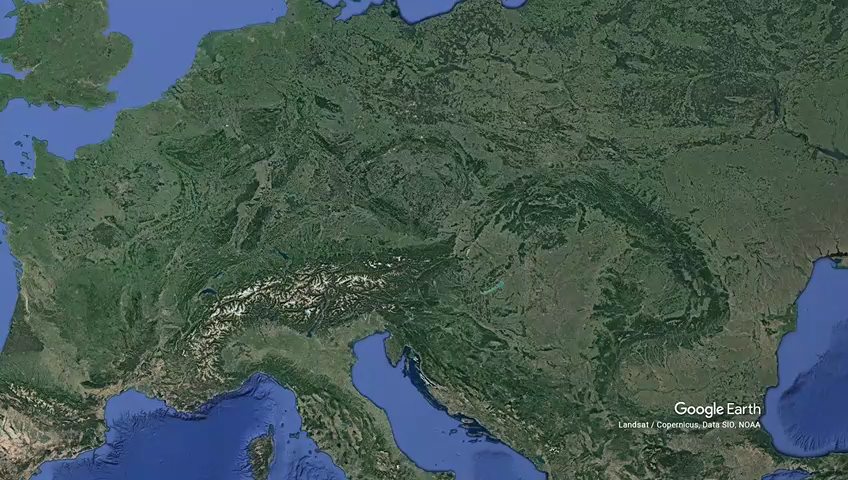 Google Earth
Landsat / Copernicus, Data SIO, NOAA